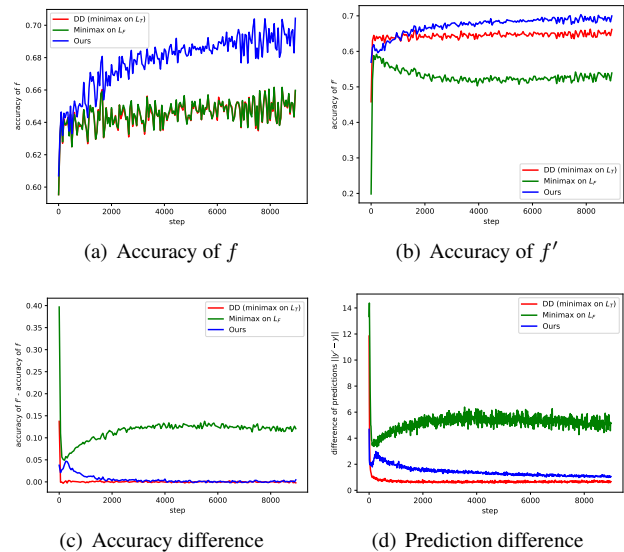 DD (minimax on L_T)
Minimax on L_F
Ours
accuracy of f
0.70
0.68
0.66
0.64
0.62
0.60
0 2000 4000 6000 8000
step
(a) Accuracy of f
accuracy of f'
0.7
0.6
0.5
0.4
0.3
0.2
DD (minimax on L_T)
Minimax on L_F
Ours
0 2000 4000 6000 8000
step
(b) Accuracy of f′
DD (minimax on L_T)
Minimax on L_F
Ours
accuracy of f' - accuracy of f
0.40
0.35
0.30
0.25
0.20
0.15
0.10
0.05
0.00
0 2000 4000 6000 8000
step
(c) Accuracy difference
DD (minimax on L_T)
Minimax on L_F
Ours
difference of predictions ||y' − y||
14
12
10
8
6
4
2
0
0 2000 4000 6000 8000
step
(d) Prediction difference